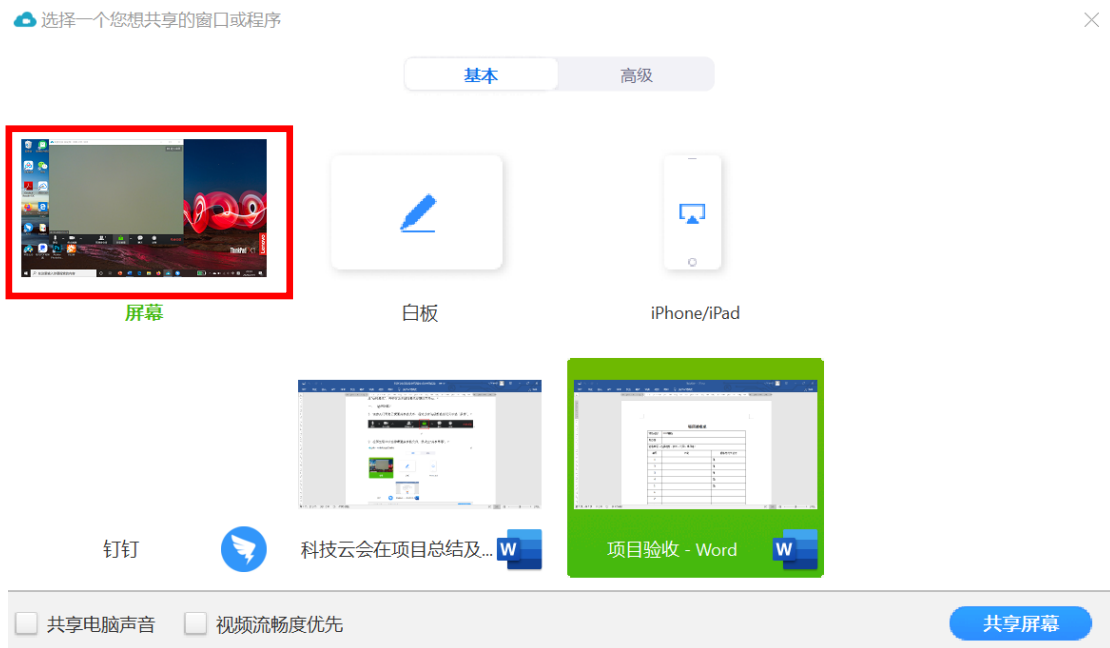 选择一个您想共享的窗口或程序
基本
高级
屏幕
白板
iPhone/iPad
钉钉
科技云会在项目总结及...
项目验收 - Word
共享电脑声音
视频流畅度优先
共享屏幕